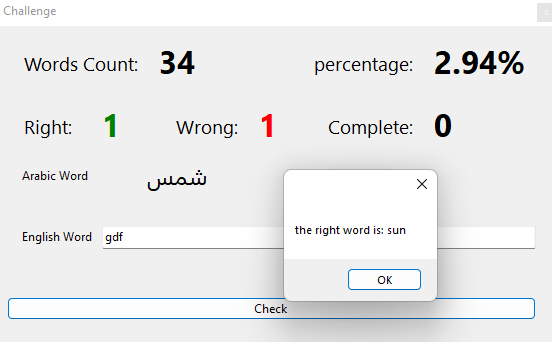 Challenge
Words Count: 34 percentage: 2.94%
Right: 1 Wrong: 1 Complete: 0
Arabic Word شمس
the right word is: sun
English Word gdf
OK
Check